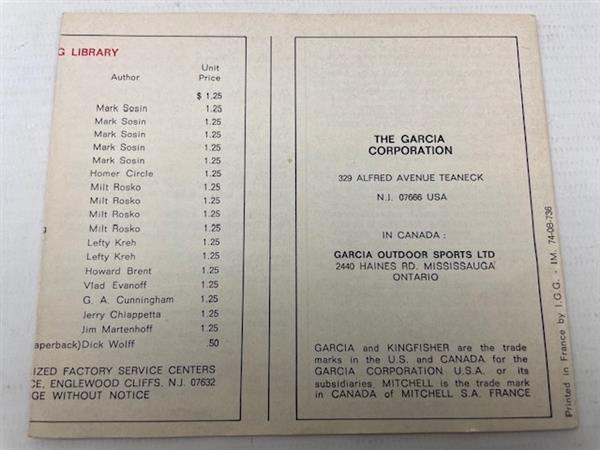 G LIBRARY
Author Unit Price
$ 1.25
Mark Sosin 1.25
Mark Sosin 1.25
Mark Sosin 1.25
Mark Sosin 1.25
Mark Sosin 1.25
Homer Circle 1.25
Milt Rosko 1.25
Milt Rosko 1.25
Milt Rosko 1.25
g Milt Rosko 1.25
Lefty Kreh 1.25
Lefty Kreh 1.25
Howard Brent 1.25
Vlad Evanoff 1.25
G. A. Cunningham 1.25
Jerry Chiappetta 1.25
Jim Martenhoff 1.25
aperback) Dick Wolff .50
IZED FACTORY SERVICE CENTERS
CE, ENGLEWOOD CLIFFS. N.J. 07632
GE WITHOUT NOTICE
THE GARCIA
CORPORATION
329 ALFRED AVENUE TEANECK
N.J. 07666 USA
IN CANADA :
GARCIA OUTDOOR SPORTS LTD
2440 HAINES RD. MISSISSAUGA
ONTARIO
GARCIA and KINGFISHER are the trade
marks in the U.S. and CANADA for the
GARCIA CORPORATION U.S.A. or its
subsidiaries. MITCHELL is the trade mark
in CANADA of MITCHELL S.A. FRANCE
Printed in France by I.G.G. - IM. 74-08-736